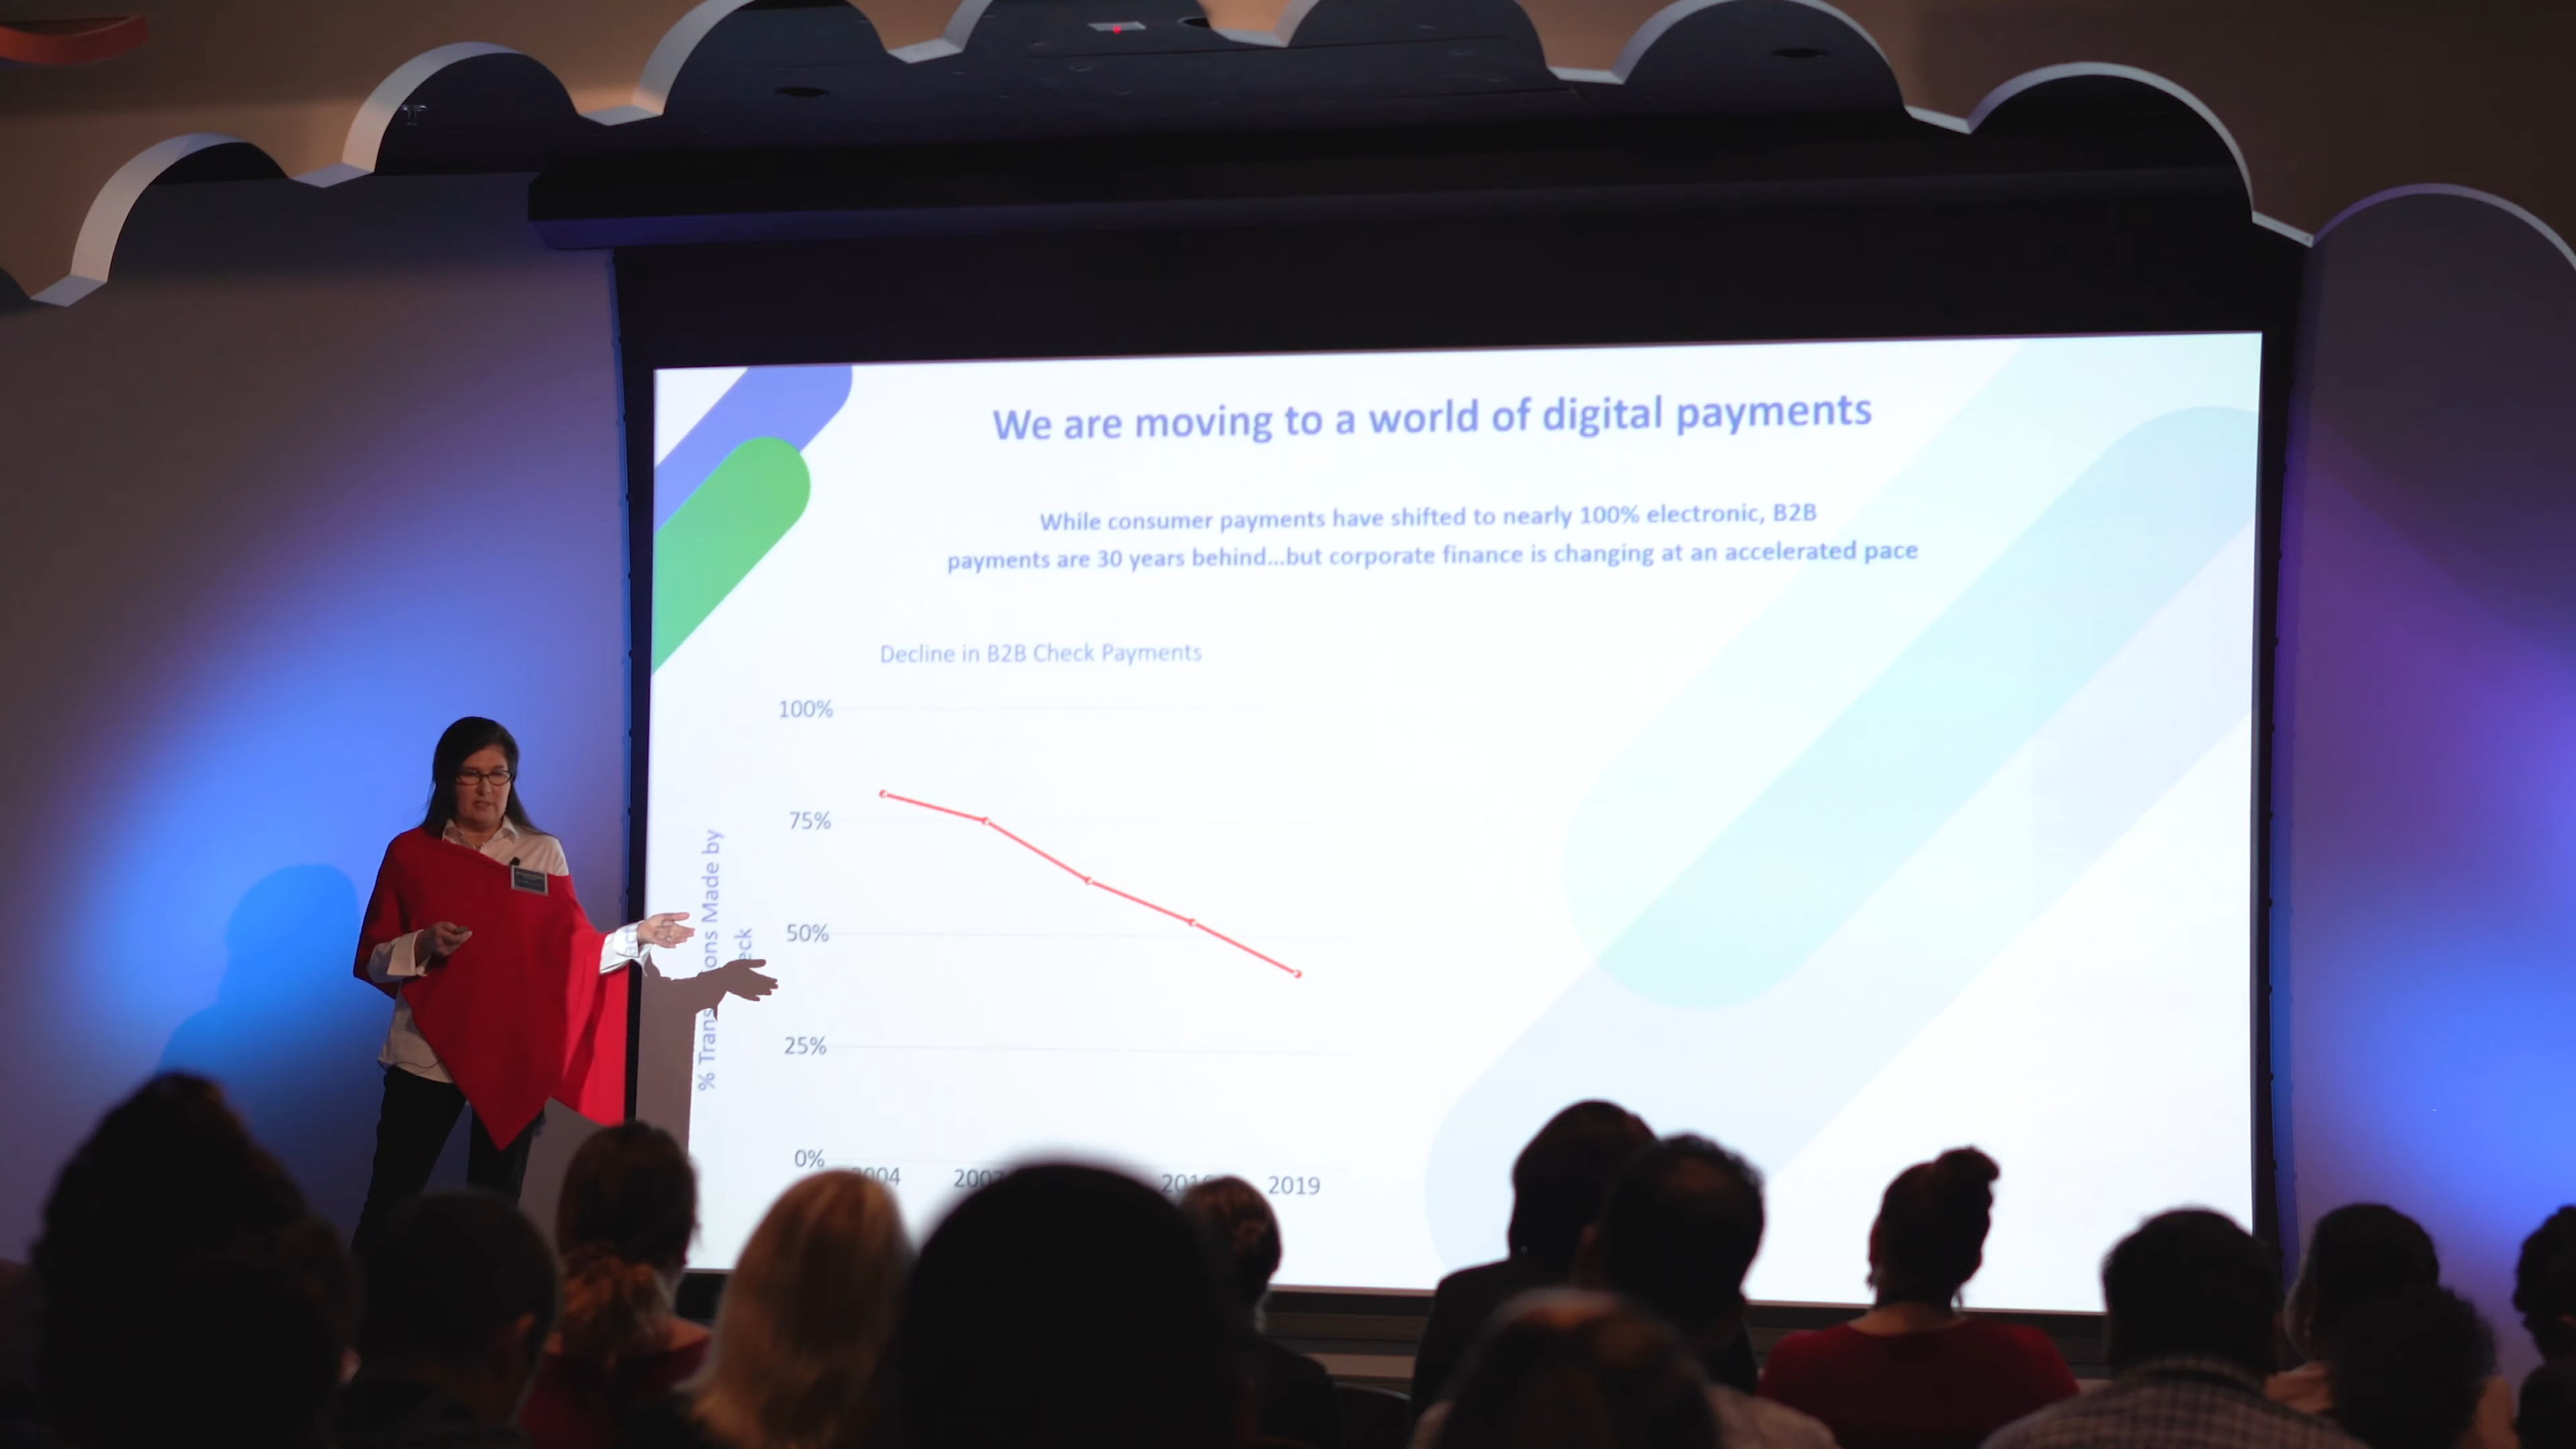 We are moving to a world of digital payments
While consumer payments have shifted to nearly 100% electronic, B2B
payments are 30 years behind...but corporate finance is changing at an accelerated pace
Decline in B2B Check Payments
% Made by
100%
75%
50%
25%
0%
2019